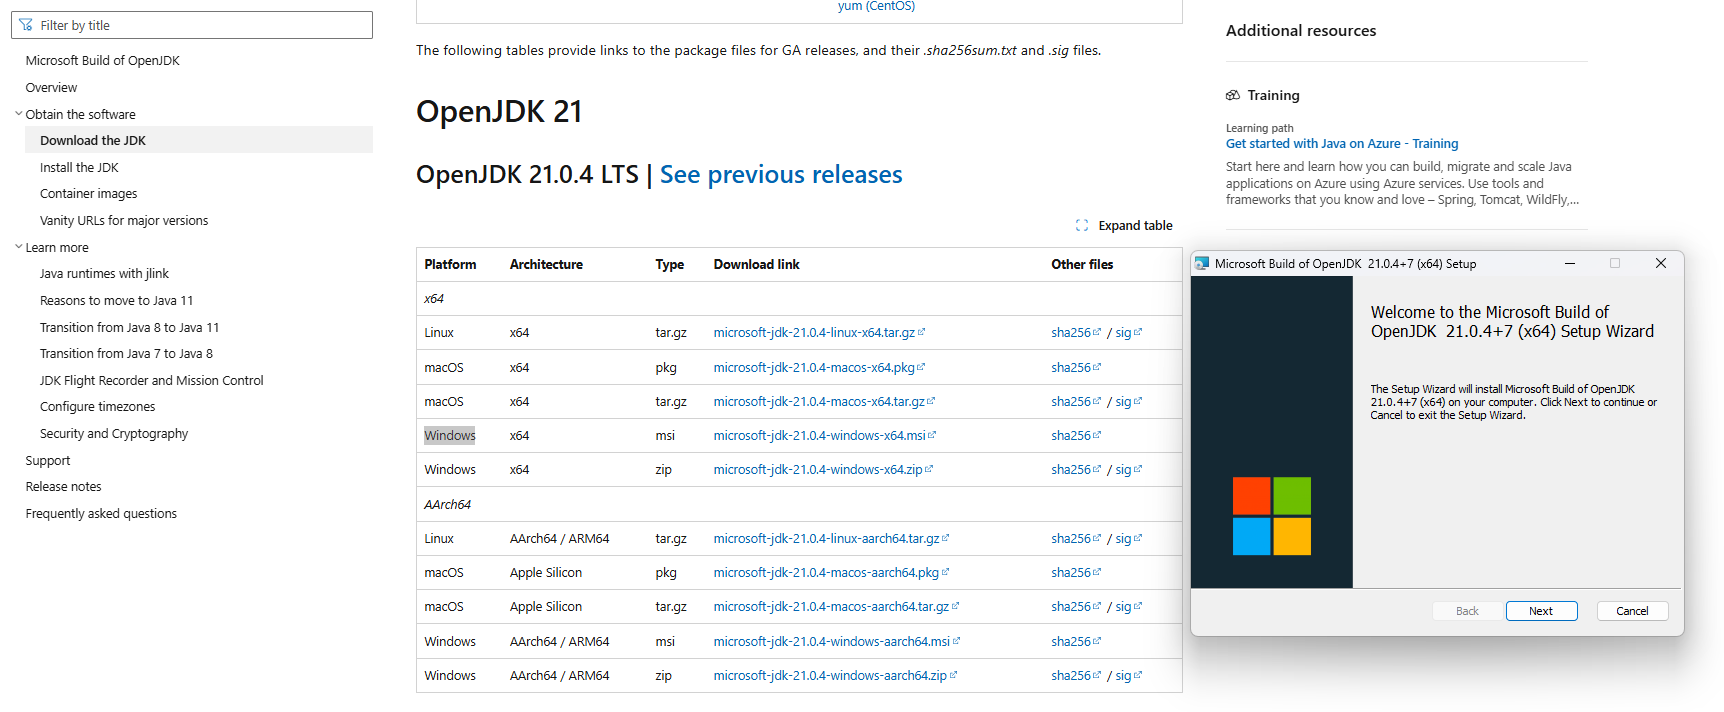 Filter by title
Microsoft Build of OpenJDK
Overview
Obtain the software
Download the JDK
Install the JDK
Container images
Vanity URLs for major versions
Learn more
Java runtimes with jlink
Reasons to move to Java 11
Transition from Java 8 to Java 11
Transition from Java 7 to Java 8
JDK Flight Recorder and Mission Control
Configure timezones
Security and Cryptography
Support
Release notes
Frequently asked questions
yum (CentOS)
The following tables provide links to the package files for GA releases, and their .sha256sum.txt and .sig files.
OpenJDK 21
OpenJDK 21.0.4 LTS | See previous releases
Expand table
Platform Architecture Type Download link Other files
x64
Linux x64 tar.gz microsoft-jdk-21.0.4-linux-x64.tar.gz sha256 / sig
macOS x64 pkg microsoft-jdk-21.0.4-macos-x64.pkg sha256
macOS x64 tar.gz microsoft-jdk-21.0.4-macos-x64.tar.gz sha256 / sig
Windows x64 msi microsoft-jdk-21.0.4-windows-x64.msi sha256
Windows x64 zip microsoft-jdk-21.0.4-windows-x64.zip sha256 / sig
AArch64
Linux AArch64 / ARM64 tar.gz microsoft-jdk-21.0.4-linux-aarch64.tar.gz sha256 / sig
macOS Apple Silicon pkg microsoft-jdk-21.0.4-macos-aarch64.pkg sha256
macOS Apple Silicon tar.gz microsoft-jdk-21.0.4-macos-aarch64.tar.gz sha256 / sig
Windows AArch64 / ARM64 msi microsoft-jdk-21.0.4-windows-aarch64.msi sha256
Windows AArch64 / ARM64 zip microsoft-jdk-21.0.4-windows-aarch64.zip sha256 / sig
Additional resources
Training
Learning path
Get started with Java on Azure - Training
Start here and learn how you can build, migrate and scale Java
applications on Azure using Azure services. Use tools and
frameworks that you know and love – Spring, Tomcat, WildFly,...
Microsoft Build of OpenJDK 21.0.4+7 (x64) Setup
Welcome to the Microsoft Build of
OpenJDK 21.0.4+7 (x64) Setup Wizard
The Setup Wizard will install Microsoft Build of OpenJDK
21.0.4+7 (x64) on your computer. Click Next to continue or
Cancel to exit the Setup Wizard.
Back Next Cancel